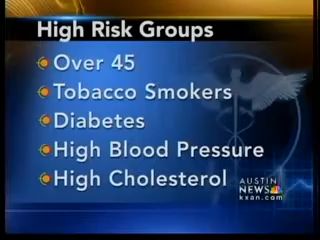 High Risk Groups
Over 45
Tobacco Smokers
Diabetes
High Blood Pressure
High Cholesterol
AUSTIN
NEWS
kxan.com